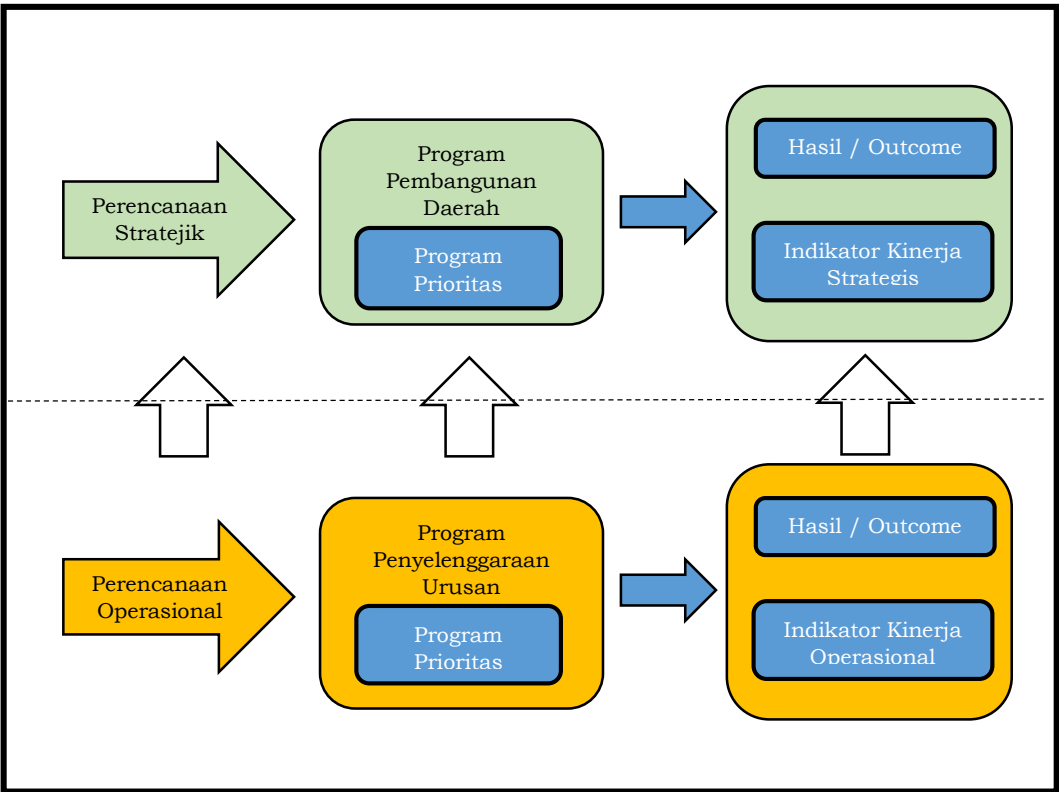 Perencanaan
Stratejik
Program
Pembangunan
Daerah
Program
Prioritas
Hasil / Outcome
Indikator Kinerja
Strategis
Perencanaan
Operasional
Program
Penyelenggaraan
Urusan
Program
Prioritas
Hasil / Outcome
Indikator Kinerja
Operasional